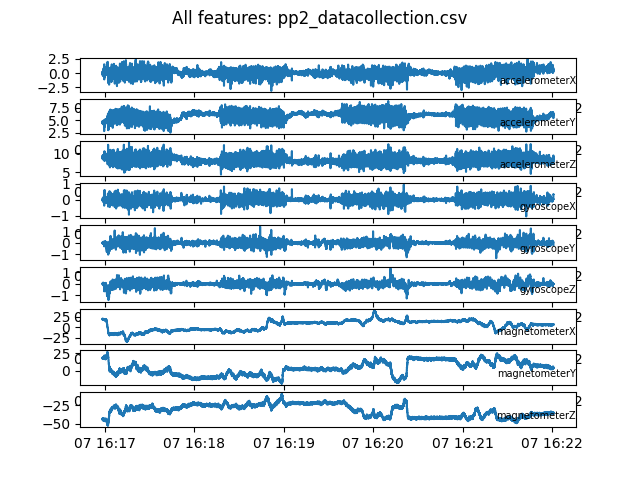 All features: pp2_datacollection.csv
2.5
0.0
−2.5
accelerometerX
7.5
5.0
2.5
accelerometerY
10
5
accelerometerZ
1
0
−1
gyroscopeX
1
0
−1
gyroscopeY
1
0
−1
gyroscopeZ
25
0
−25
magnetometerX
25
0
magnetometerY
−25
−50
magnetometerZ
07 16:17 07 16:18 07 16:19 07 16:20 07 16:21 07 16:22